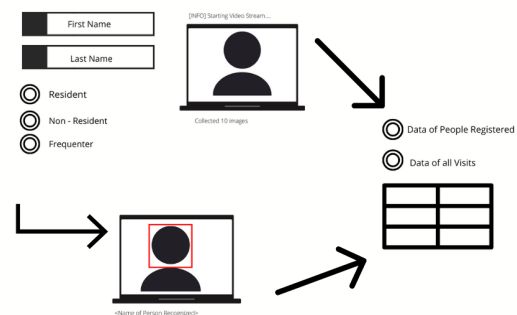 First Name
Last Name
Resident
Non - Resident
Frequenter
[INFO] Starting Video Stream...
Collected 10 images
Data of People Registered
Data of all Visits
<Name of Person Recognized>